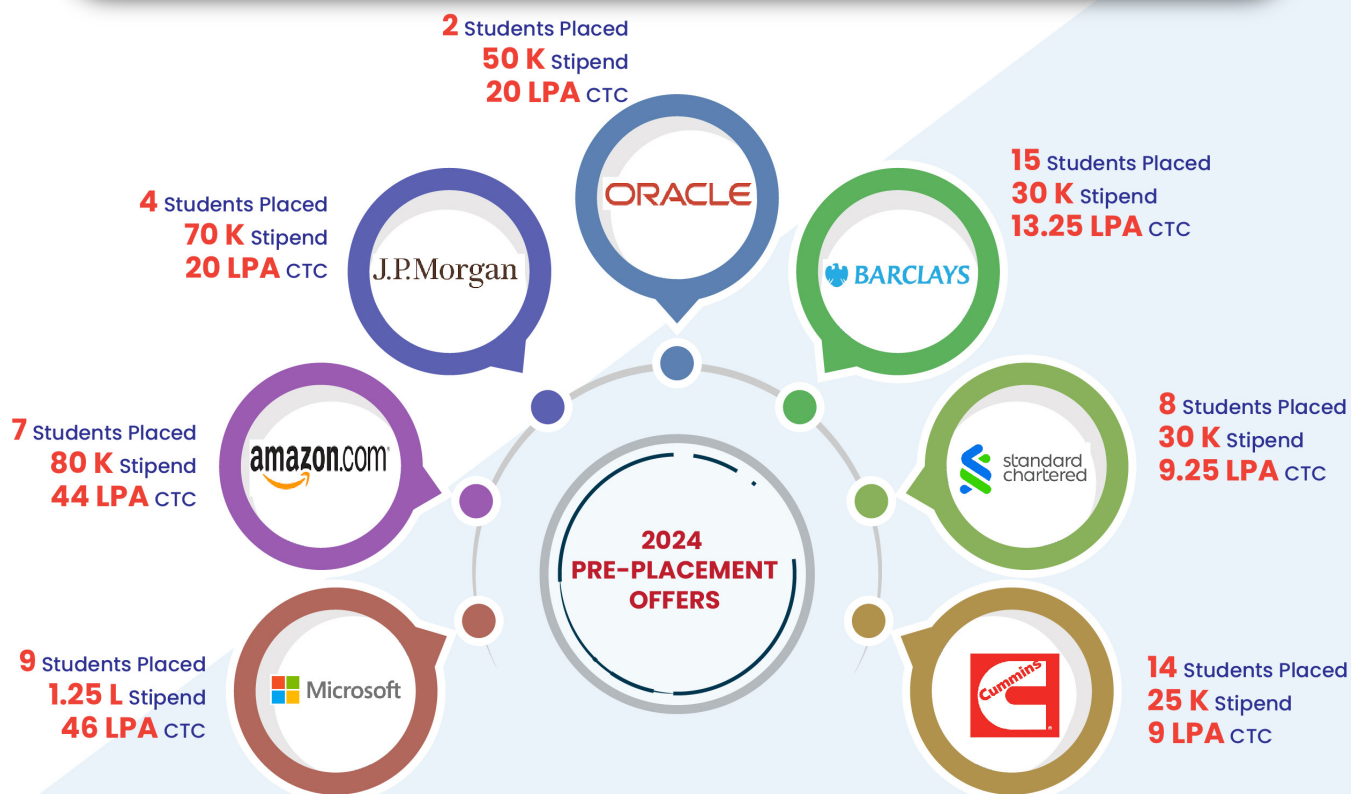 2 Students Placed
50 K Stipend
20 LPA CTC
ORACLE
15 Students Placed
30 K Stipend
13.25 LPA CTC
BARCLAYS
4 Students Placed
70 K Stipend
20 LPA CTC
J.P.Morgan
7 Students Placed
80 K Stipend
44 LPA CTC
amazon.com
8 Students Placed
30 K Stipend
9.25 LPA CTC
standard
chartered
2024
PRE-PLACEMENT
OFFERS
9 Students Placed
1.25 L Stipend
46 LPA CTC
Microsoft
Cummins
14 Students Placed
25 K Stipend
9 LPA CTC